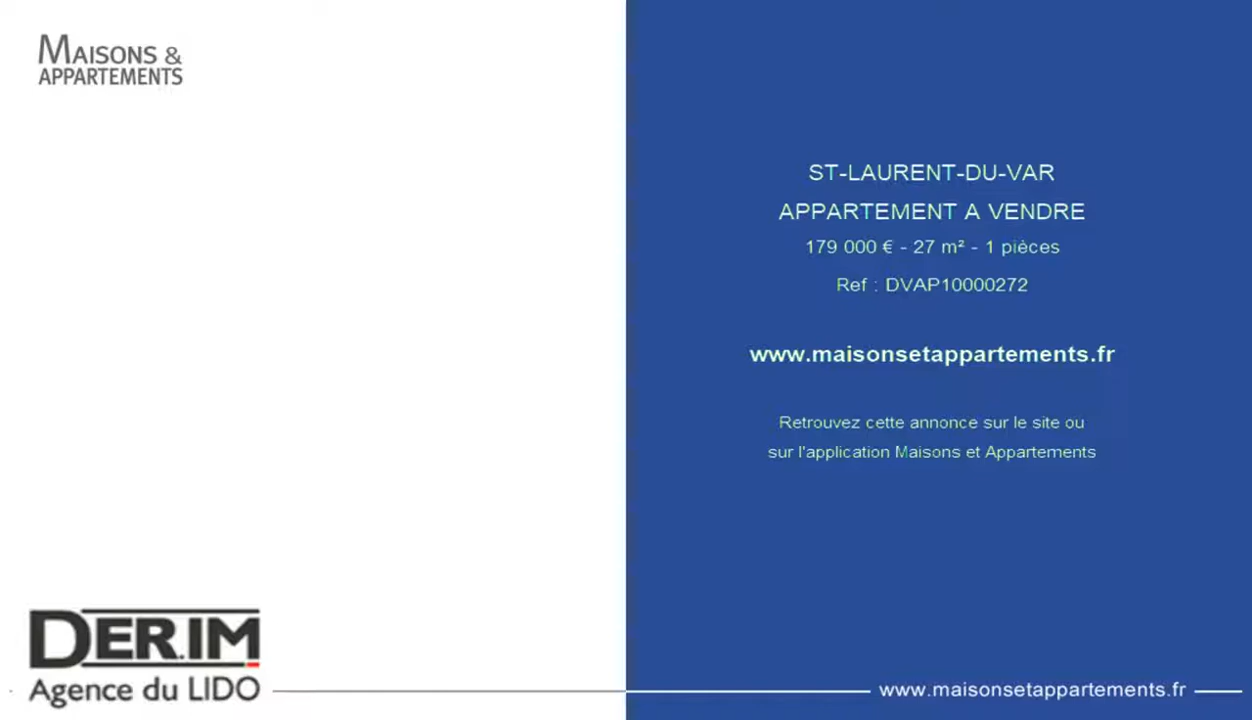 MAISONS &
APPARTEMENTS
ST-LAURENT-DU-VAR
APPARTEMENT A VENDRE
179 000 € - 27 m² - 1 pièces
Ref : DVAP10000272
www.maisonsetappartements.fr
Retrouvez cette annonce sur le site ou
sur l'application Maisons et Appartements
DER.IM
Agence du LIDO
www.maisonsetappartements.fr